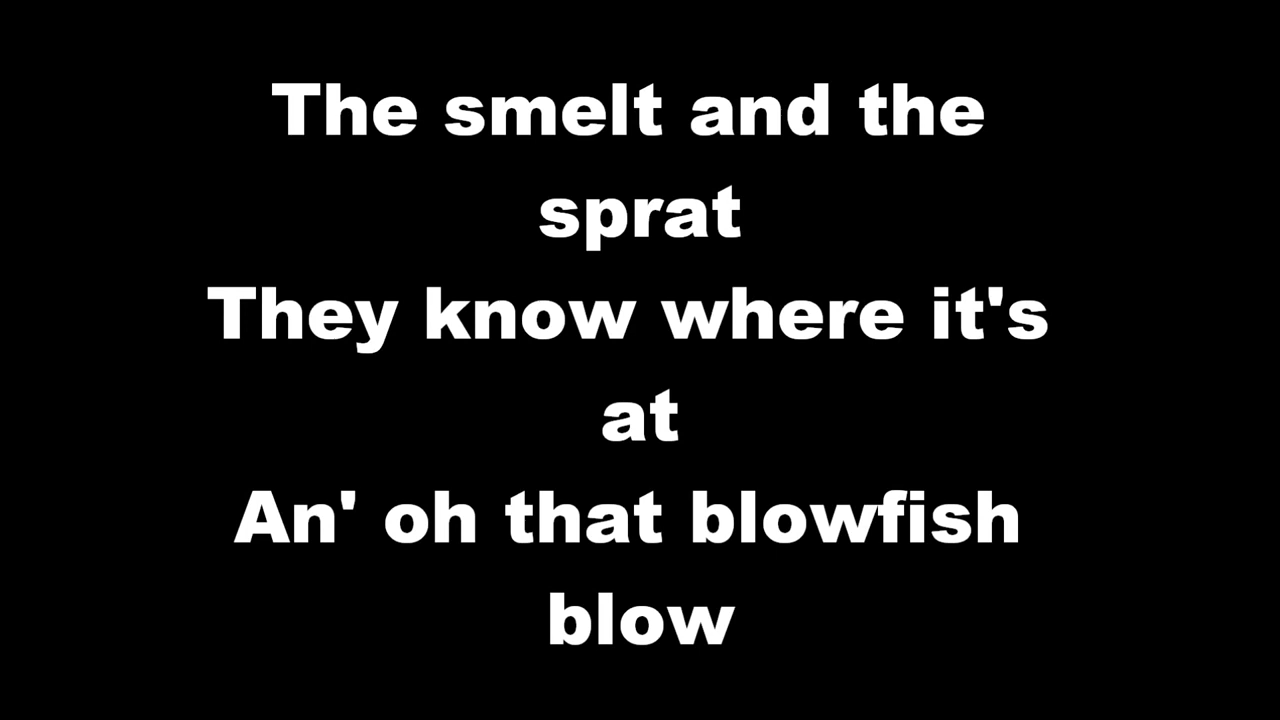 The smelt and the
sprat
They know where it's
at
An' oh that blowfish
blow